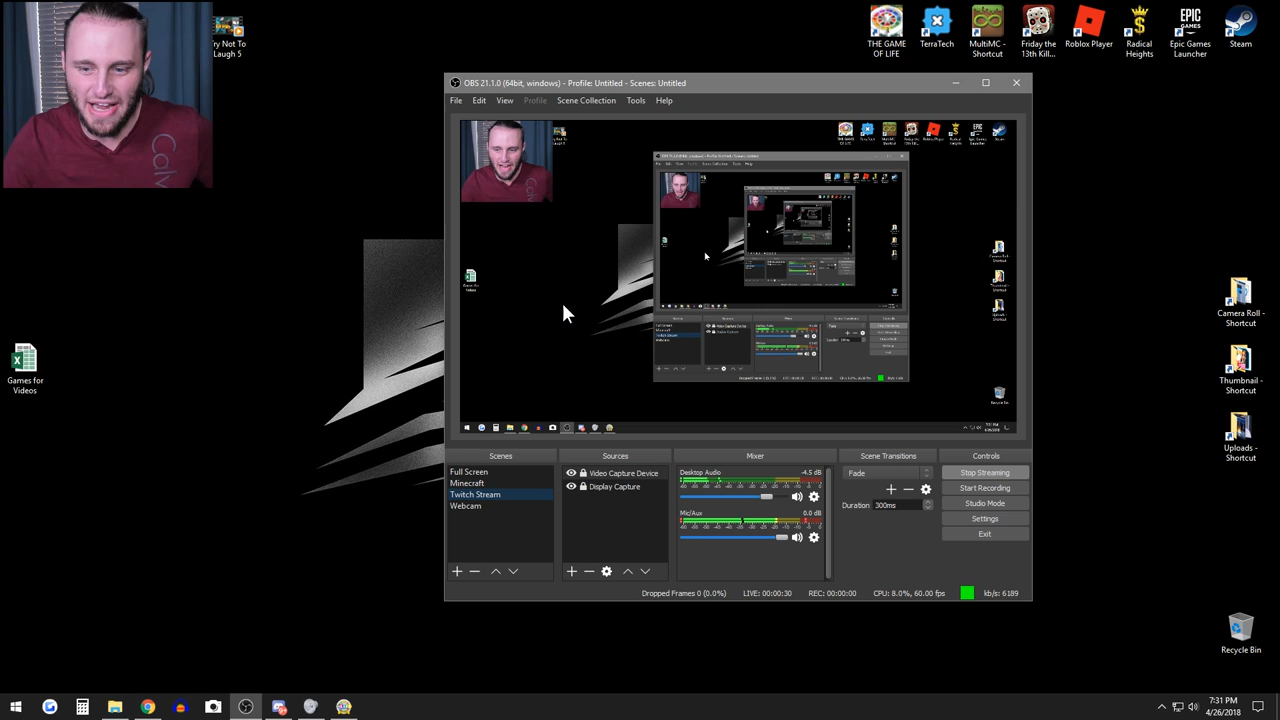 Try Not To
Laugh 5
THE GAME
OF LIFE
TerraTech
MultiMC -
Shortcut
Friday the
13th Kill...
Roblox Player
Radical
Heights
EPIC
GAMES
Epic Games
Launcher
Steam
OBS 21.1.0 (64bit, windows) - Profile: Untitled - Scenes: Untitled
File Edit View Profile Scene Collection Tools Help
Games for
Videos
Camera Roll -
Shortcut
Thumbnail -
Shortcut
Uploads -
Shortcut
Recycle Bin
Scenes Sources Mixer Scene Transitions Controls
Full Screen
Minecraft
Twitch Stream
Webcam
Video Capture Device
Display Capture
Desktop Audio -4.5 dB
Mic/Aux 0.0 dB
Fade
Duration 300ms
Stop Streaming
Start Recording
Studio Mode
Settings
Exit
Dropped Frames 0 (0.0%) LIVE: 00:00:30 REC: 00:00:00 CPU: 8.0%, 60.00 fps kb/s: 6189
7:31 PM
4/26/2018